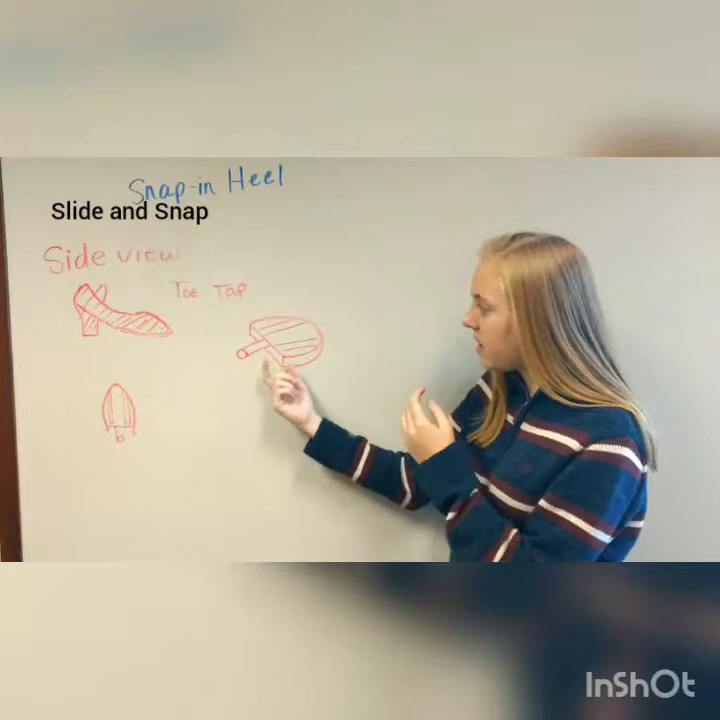 Snap-in Heel
Slide and Snap
Side view
Toe Tap
InShOt